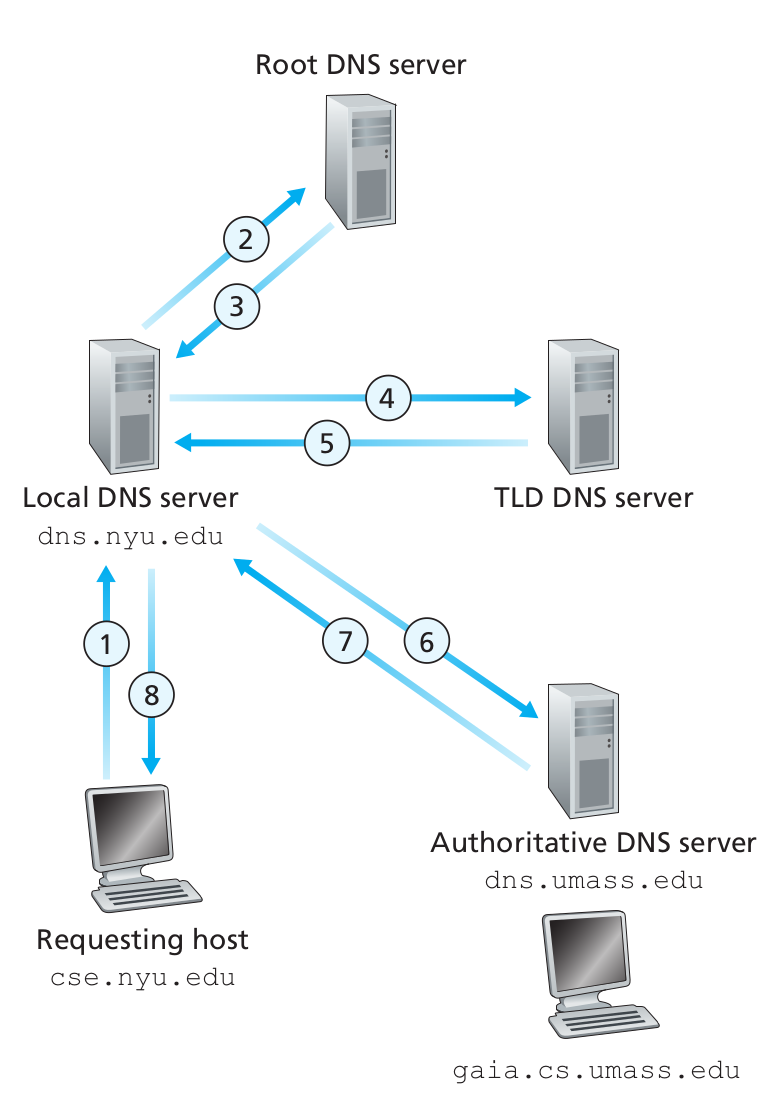 Root DNS server
2
3
4
5
Local DNS server
dns.nyu.edu
TLD DNS server
1
8
7
6
Authoritative DNS server
dns.umass.edu
Requesting host
cse.nyu.edu
gaia.cs.umass.edu